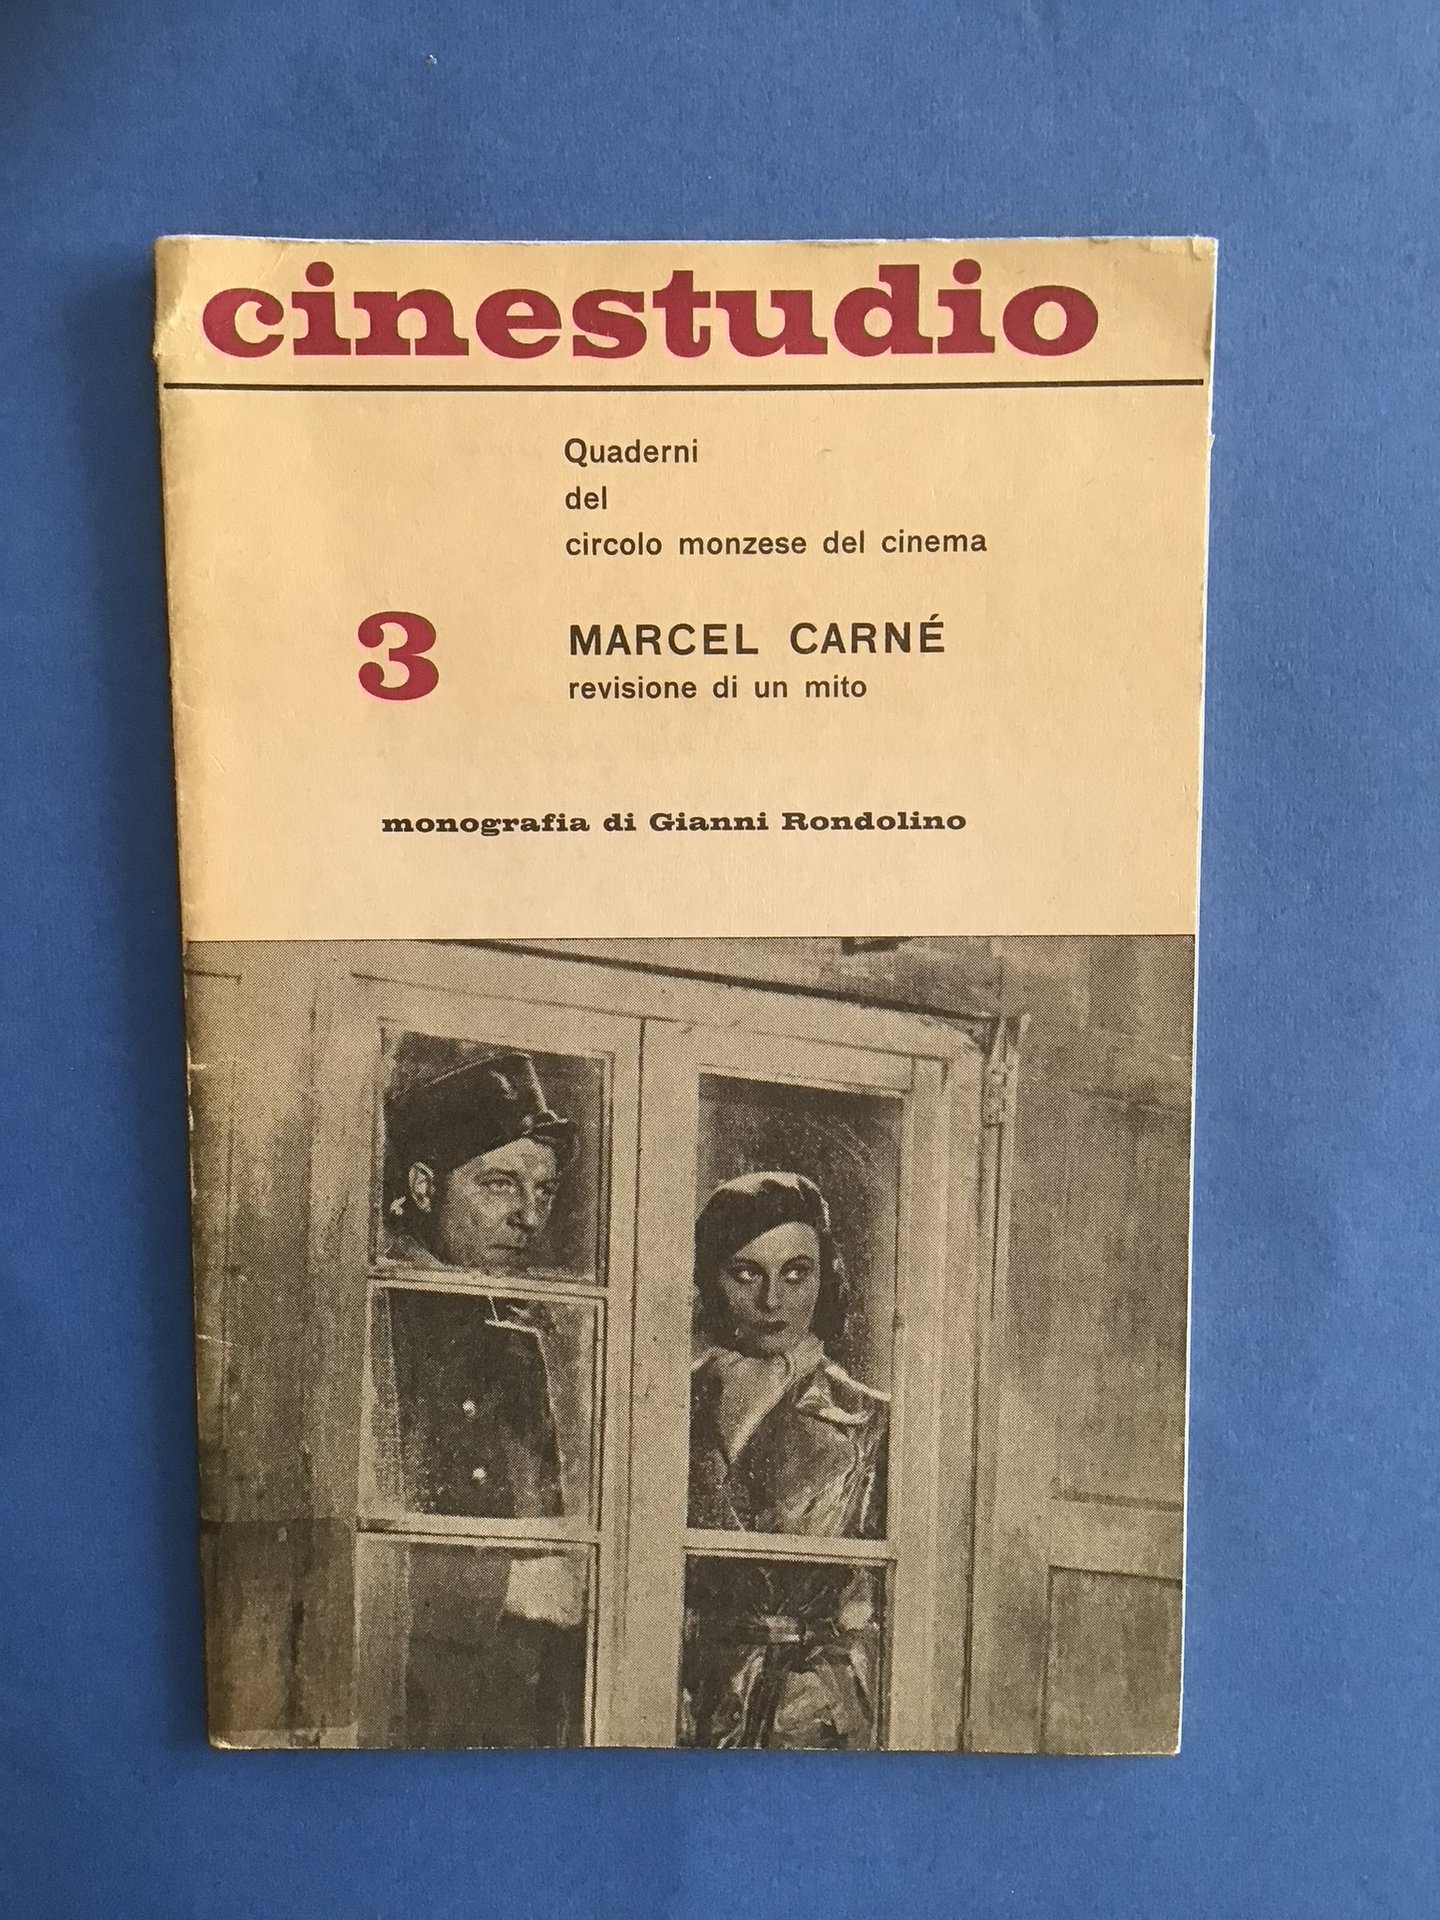 cinestudio
Quaderni
del
circolo monzese del cinema
3
MARCEL CARNÉ
revisione di un mito
monografia di Gianni Rondolino